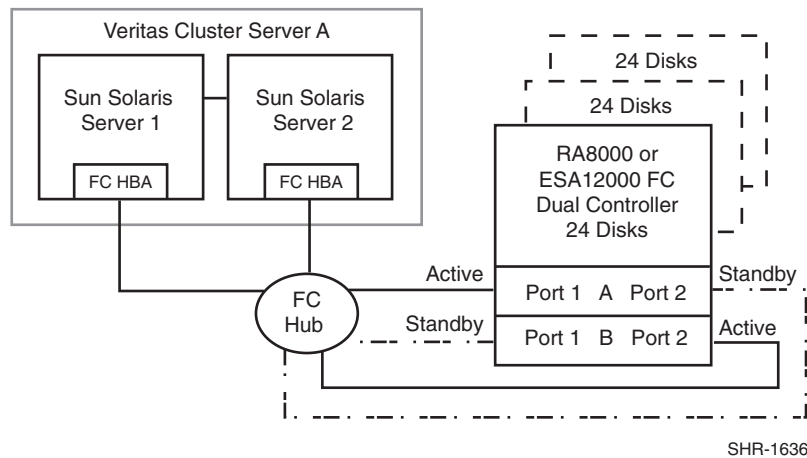 Veritas Cluster Server A
Sun Solaris
Server 1
Sun Solaris
Server 2
FC HBA
FC HBA
24 Disks
24 Disks
RA8000 or
ESA12000 FC
Dual Controller
24 Disks
Active
Port 1 A Port 2
Standby
FC
Hub
Standby
Port 1 B Port 2
Active
SHR-1636